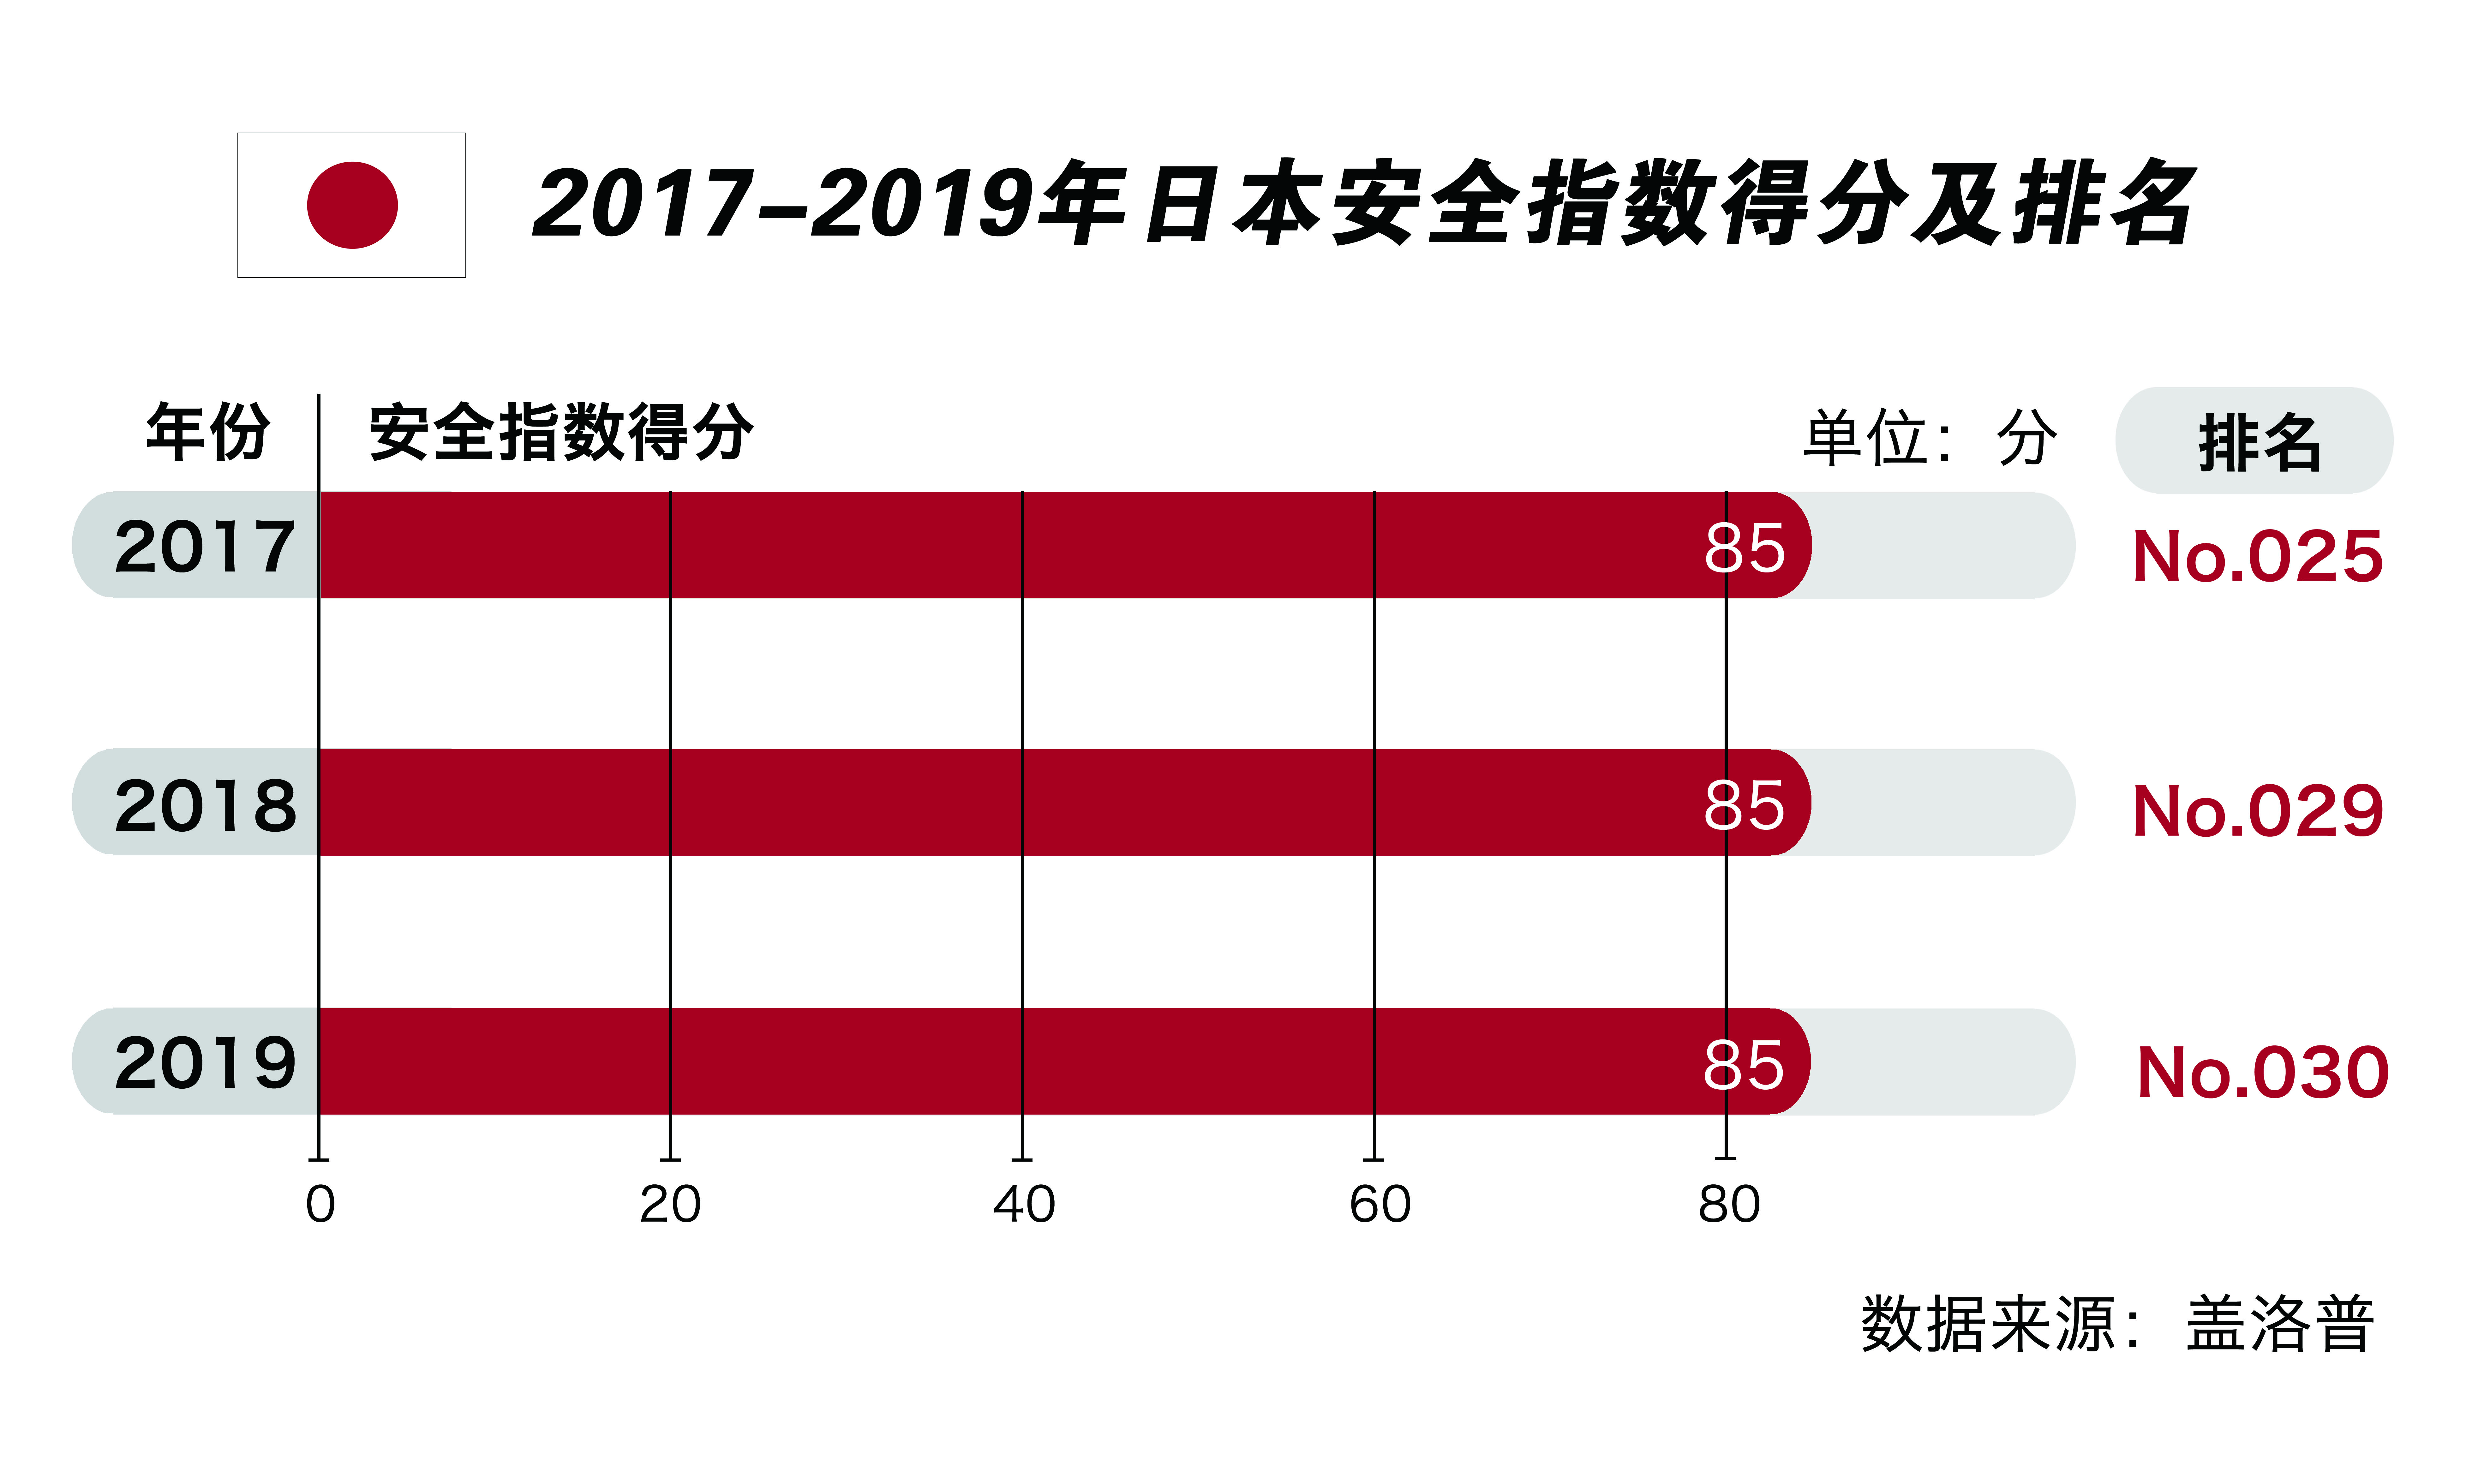 2017-2019年日本安全指数得分及排名
年份 安全指数得分 单位：分 排名
2017 85 No.025
2018 85 No.029
2019 85 No.030
0 20 40 60 80
数据来源：盖洛普